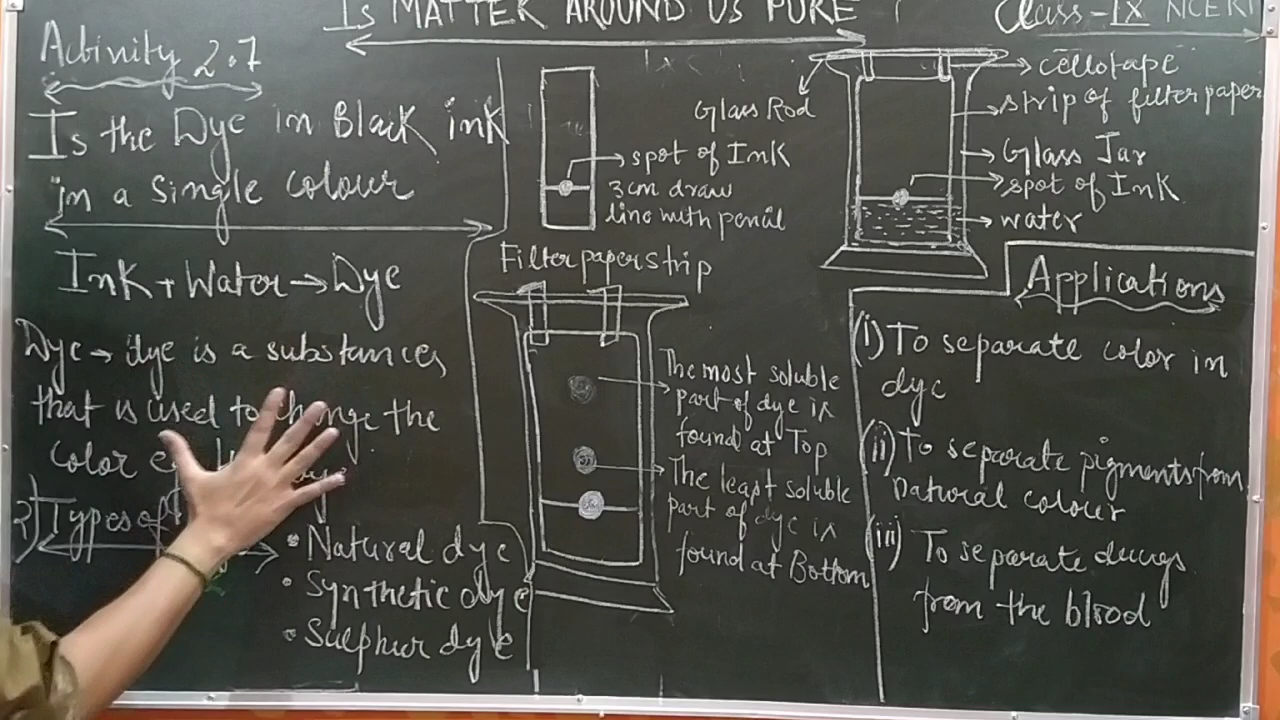 Is MATTER AROUND US PURE ?
Class-IX NCERT
Activity 2.7
Is the Dye in Black ink
in a single colour
Ink + Water → Dye
Dye → dye is a substances
that is used to change the
color
Types of
• Natural dye
• Synthetic dye
• Sulphur dye
spot of Ink
3cm draw
line with pencil
Filter paper strip
Glass Rod
cellotape
strip of filter paper
Glass Jar
spot of Ink
water
The most soluble
part of dye is
found at Top
The least soluble
part of dye is
found at Bottom
Applications
(i) To separate color in
dye
(ii) To separate pigments from
natural colour
(iii) To separate drugs
from the blood